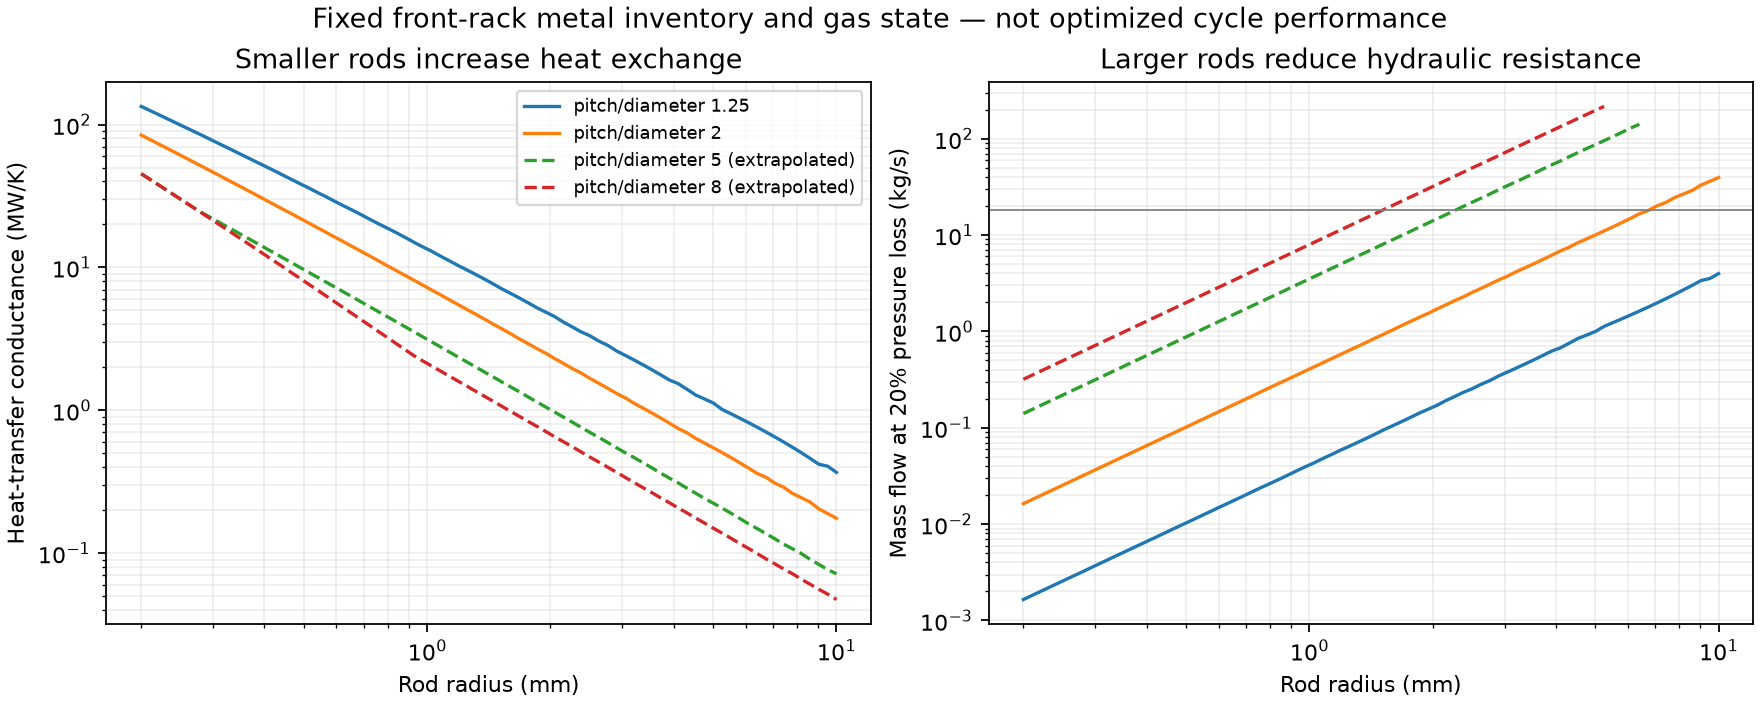 Fixed front-rack metal inventory and gas state — not optimized cycle performance
Smaller rods increase heat exchange
Heat-transfer conductance (MW/K)
10²
10¹
10⁰
10⁻¹
pitch/diameter 1.25
pitch/diameter 2
pitch/diameter 5 (extrapolated)
pitch/diameter 8 (extrapolated)
10⁰
10¹
Rod radius (mm)
Larger rods reduce hydraulic resistance
Mass flow at 20% pressure loss (kg/s)
10²
10¹
10⁰
10⁻¹
10⁻²
10⁻³
10⁰
10¹
Rod radius (mm)